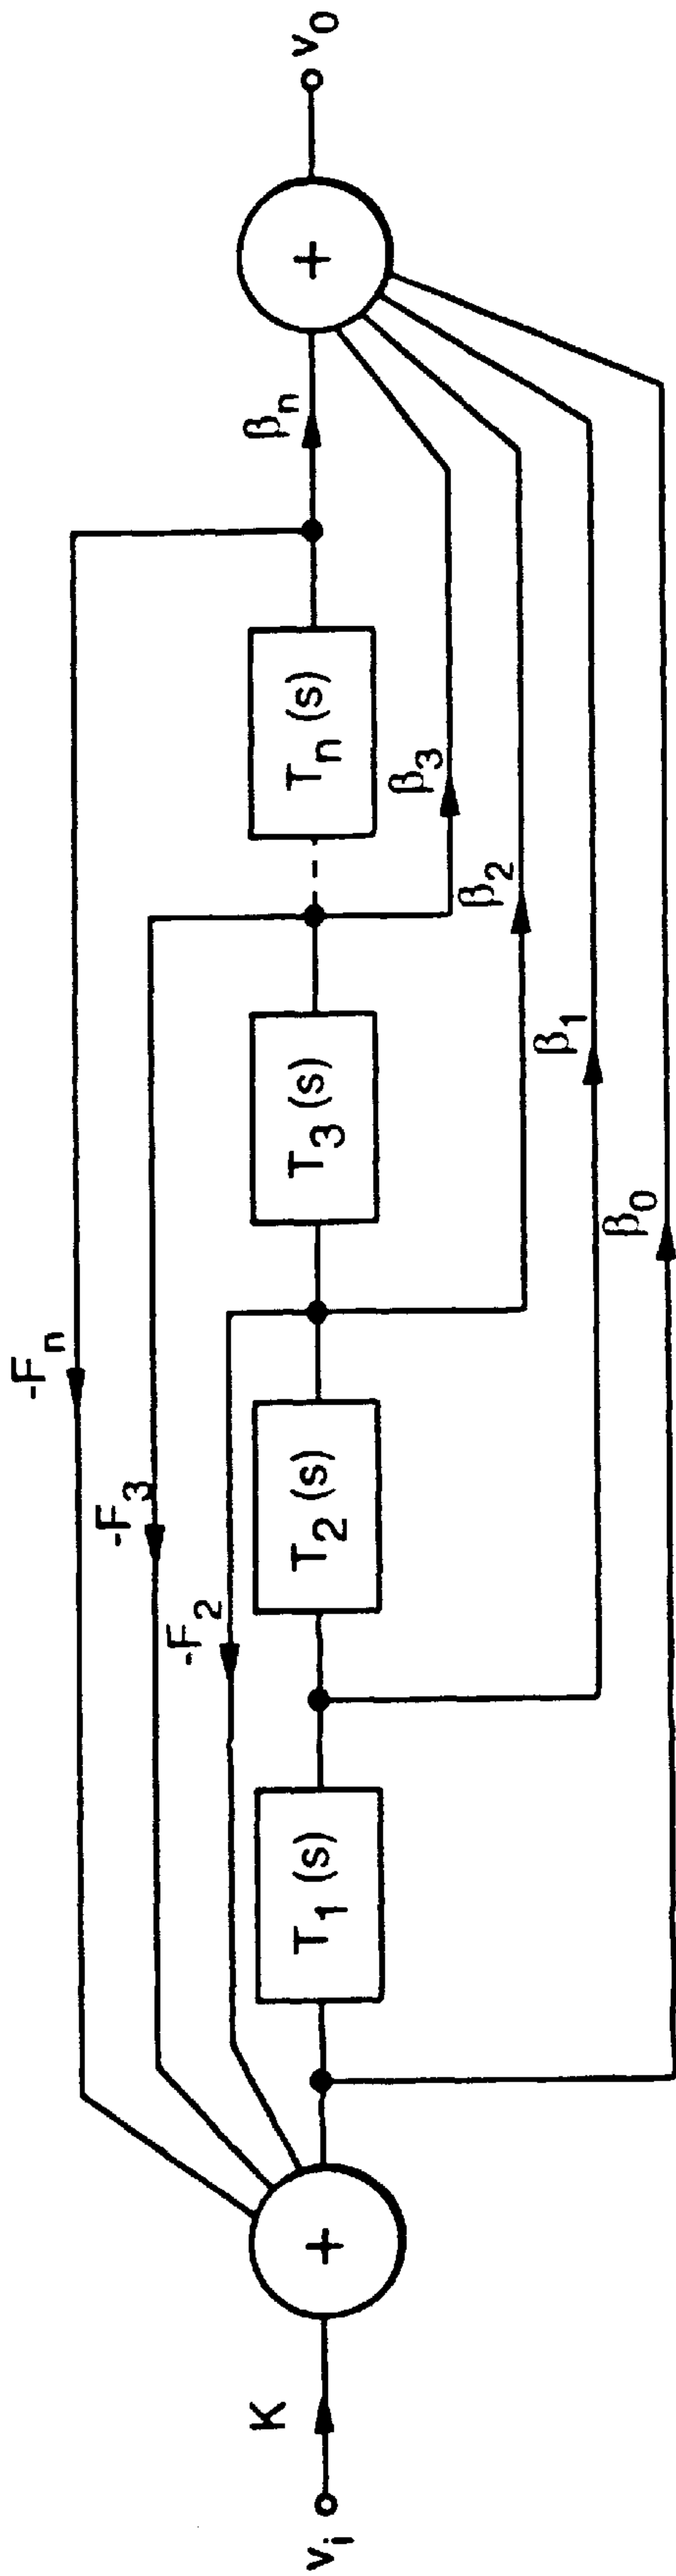 -Fₙ
-F₃
-F₂
vᵢ
K
+
T₁(s)
T₂(s)
T₃(s)
Tₙ(s)
βₙ
+
v₀
β₃
β₂
β₁
β₀